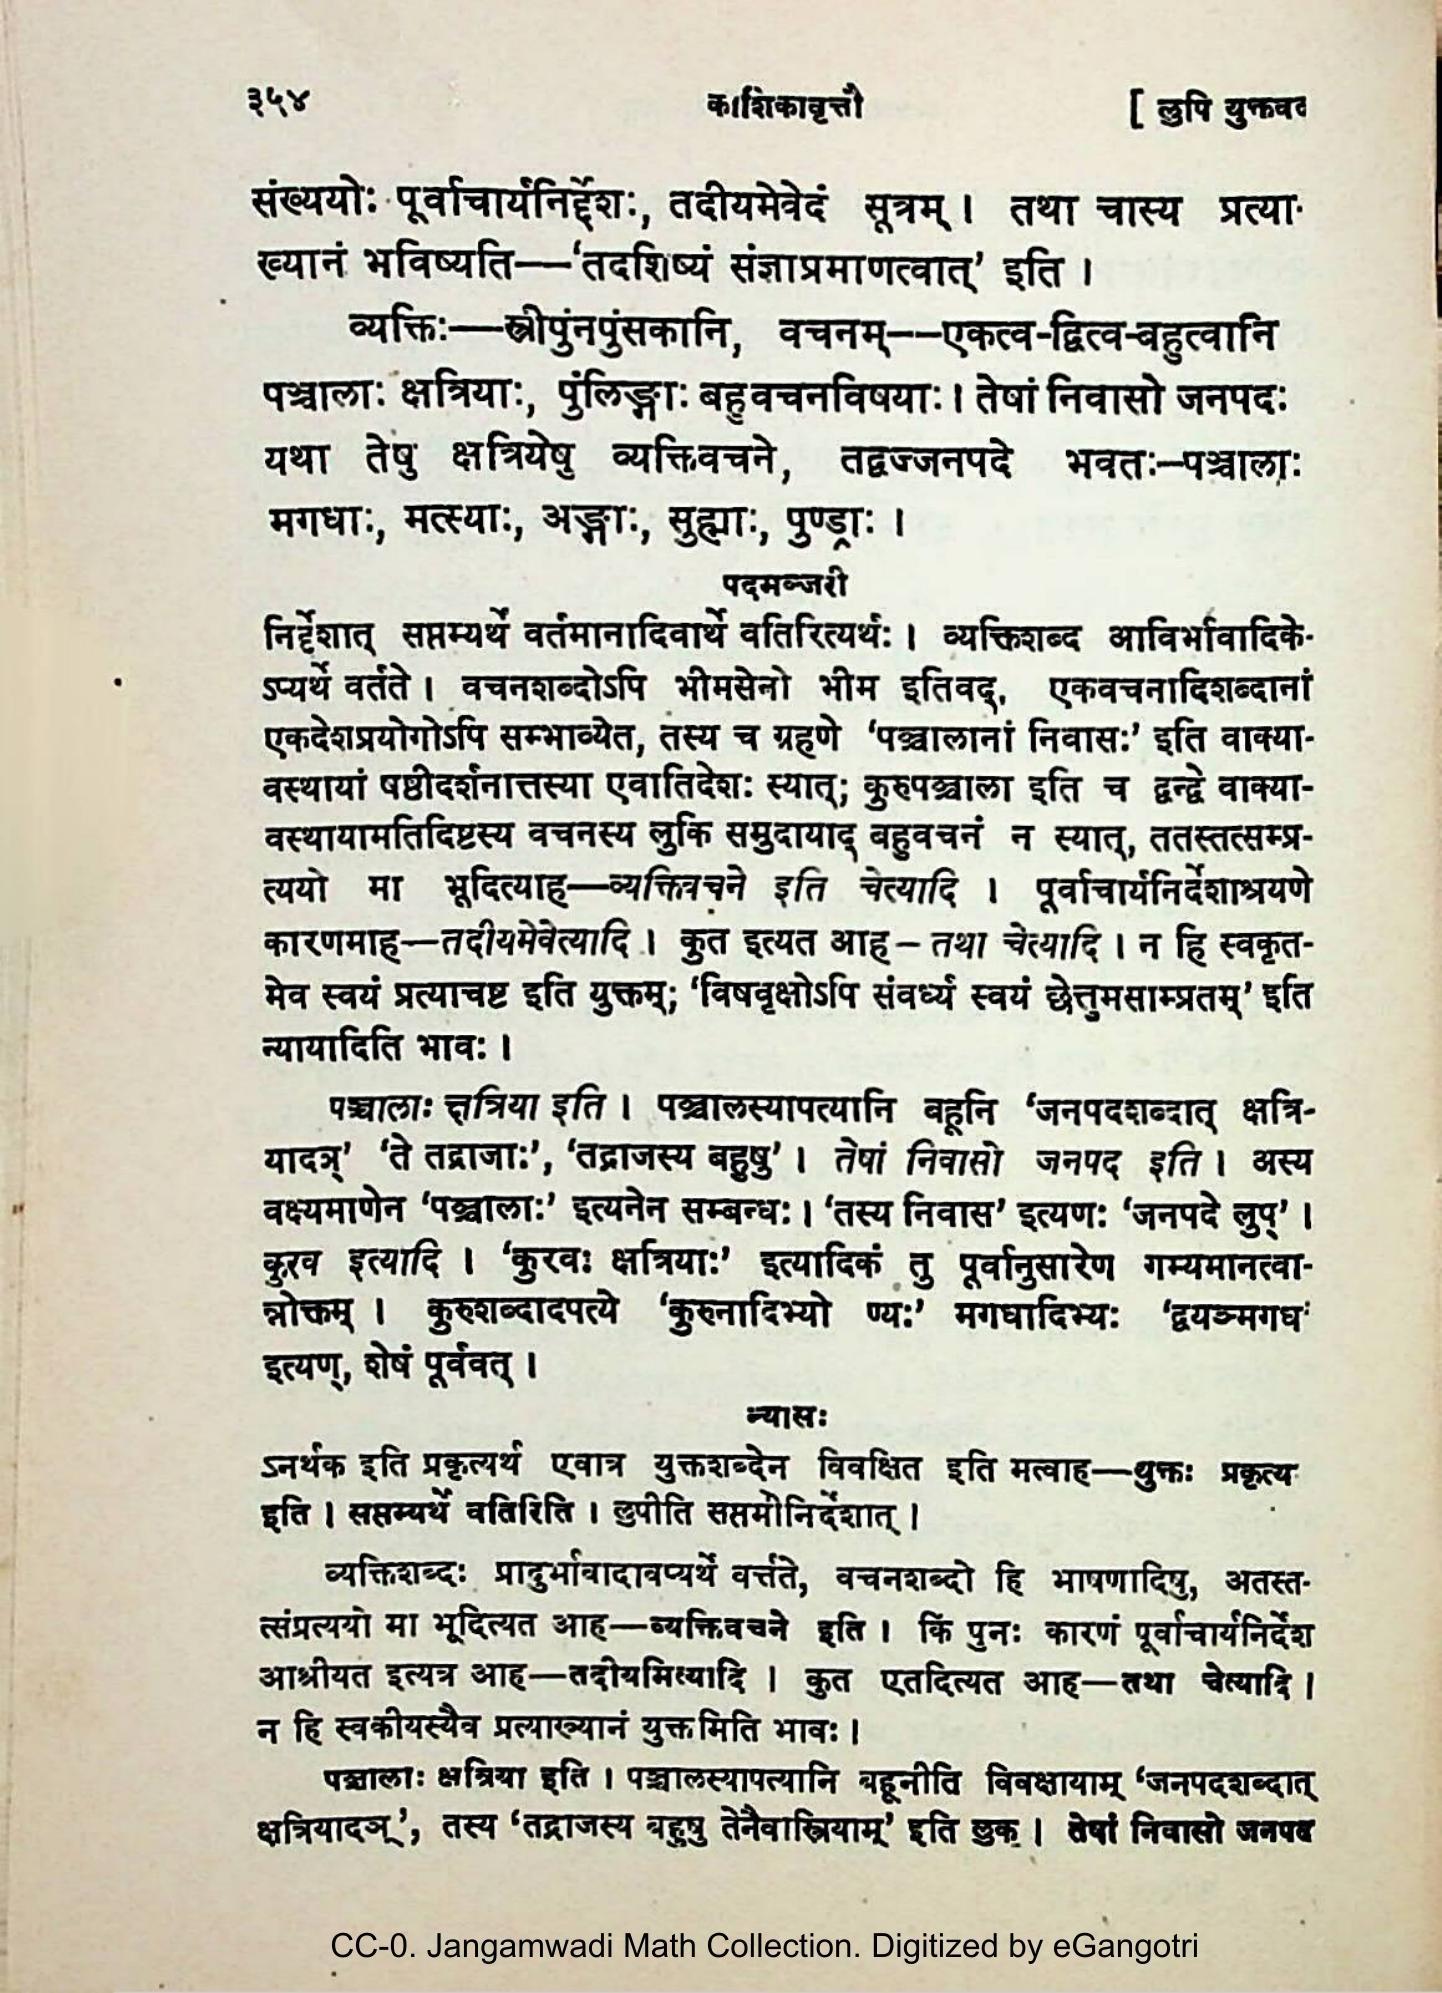 ३५४ काशिकावृत्तौ [ लुपि युक्तवद
संख्ययोः पूर्वाचार्यनिर्द्देशः, तदीयमेवेदं सूत्रम् । तथा चास्य प्रत्या-
ख्यानं भविष्यति—‘तदशिष्यं संज्ञाप्रमाणत्वात्’ इति ।
व्यक्तिः—स्त्रीपुंनपुंसकानि, वचनम्—एकत्व-द्वित्व-बहुत्वानि
पञ्चालाः क्षत्रियाः, पुंलिङ्गाः बहुवचनविषयाः । तेषां निवासो जनपदः
यथा तेषु क्षत्रियेषु व्यक्तिवचने, तद्वज्जनपदे भवतः–पञ्चालाः
मगधाः, मत्स्याः, अङ्गाः, सुह्माः, पुण्ड्राः ।
पदमञ्जरी
निर्द्देशात् सप्तम्यर्थे वर्तमानादिवार्थे वतिरित्यर्थः । व्यक्तिशब्द आविर्भावादिके-
ऽप्यर्थे वर्तते । वचनशब्दोऽपि भीमसेनो भीम इतिवद्, एकवचनादिशब्दानां
एकदेशप्रयोगोऽपि सम्भाव्येत, तस्य च ग्रहणे ‘पञ्चालानां निवासः’ इति वाक्या-
वस्थायां षष्ठीदर्शनात्तस्या एवातिदेशः स्यात्; कुरुपञ्चाला इति च द्वन्द्वे वाक्या-
वस्थायामतिदिष्टस्य वचनस्य लुकि समुदायाद् बहुवचनं न स्यात्, ततस्तत्सम्प्र-
त्ययो मा भूदित्याह—व्यक्तिवचने इति चेत्यादि । पूर्वाचार्यनिर्देशाश्रयणे
कारणमाह—तदीयमेवेत्यादि । कुत इत्यत आह – तथा चेत्यादि । न हि स्वकृत-
मेव स्वयं प्रत्याचष्ट इति युक्तम्; ‘विषवृक्षोऽपि संवर्ध्य स्वयं छेत्तुमसाम्प्रतम्’ इति
न्यायादिति भावः ।
पञ्चालाः क्षत्रिया इति । पञ्चालस्यापत्यानि बहूनि ‘जनपदशब्दात् क्षत्रि-
यादञ्’ ‘ते तद्राजाः’, ‘तद्राजस्य बहुषु’ । तेषां निवासो जनपद इति । अस्य
वक्ष्यमाणेन ‘पञ्चालाः’ इत्यनेन सम्बन्धः । ‘तस्य निवास’ इत्यणः ‘जनपदे लुप्’ ।
कुरव इत्यादि । ‘कुरवः क्षत्रियाः’ इत्यादिकं तु पूर्वानुसारेण गम्यमानत्वा-
न्नोक्तम् । कुरुशब्दादपत्ये ‘कुरुनादिभ्यो ण्यः’ मगधादिभ्यः ‘द्वयञ्मगध’
इत्यण्, शेषं पूर्ववत् ।
न्यासः
ऽनर्थक इति प्रकृत्यर्थ एवात्र युक्तशब्देन विवक्षित इति मत्वाह—युक्तः प्रकृत्य
इति । सप्तम्यर्थे वतिरिति । लुपीति सप्तमीनिर्देशात् ।
व्यक्तिशब्दः प्रादुर्भावादावप्यर्थे वर्त्तते, वचनशब्दो हि भाषणादिषु, अतस्त-
त्संप्रत्ययो मा भूदित्यत आह—व्यक्तिवचने इति । किं पुनः कारणं पूर्वाचार्यनिर्देश
आश्रीयत इत्यत्र आह—तदीयमित्यादि । कुत एतदित्यत आह—तथा चेत्यादि ।
न हि स्वकीयस्यैव प्रत्याख्यानं युक्तमिति भावः ।
पञ्चालाः क्षत्रिया इति । पञ्चालस्यापत्यानि बहूनीति विवक्षायाम् ‘जनपदशब्दात्
क्षत्रियादञ्’, तस्य ‘तद्राजस्य बहुषु तेनैवास्त्रियाम्’ इति लुक् । तेषां निवासो जनपद
CC-0. Jangamwadi Math Collection. Digitized by eGangotri